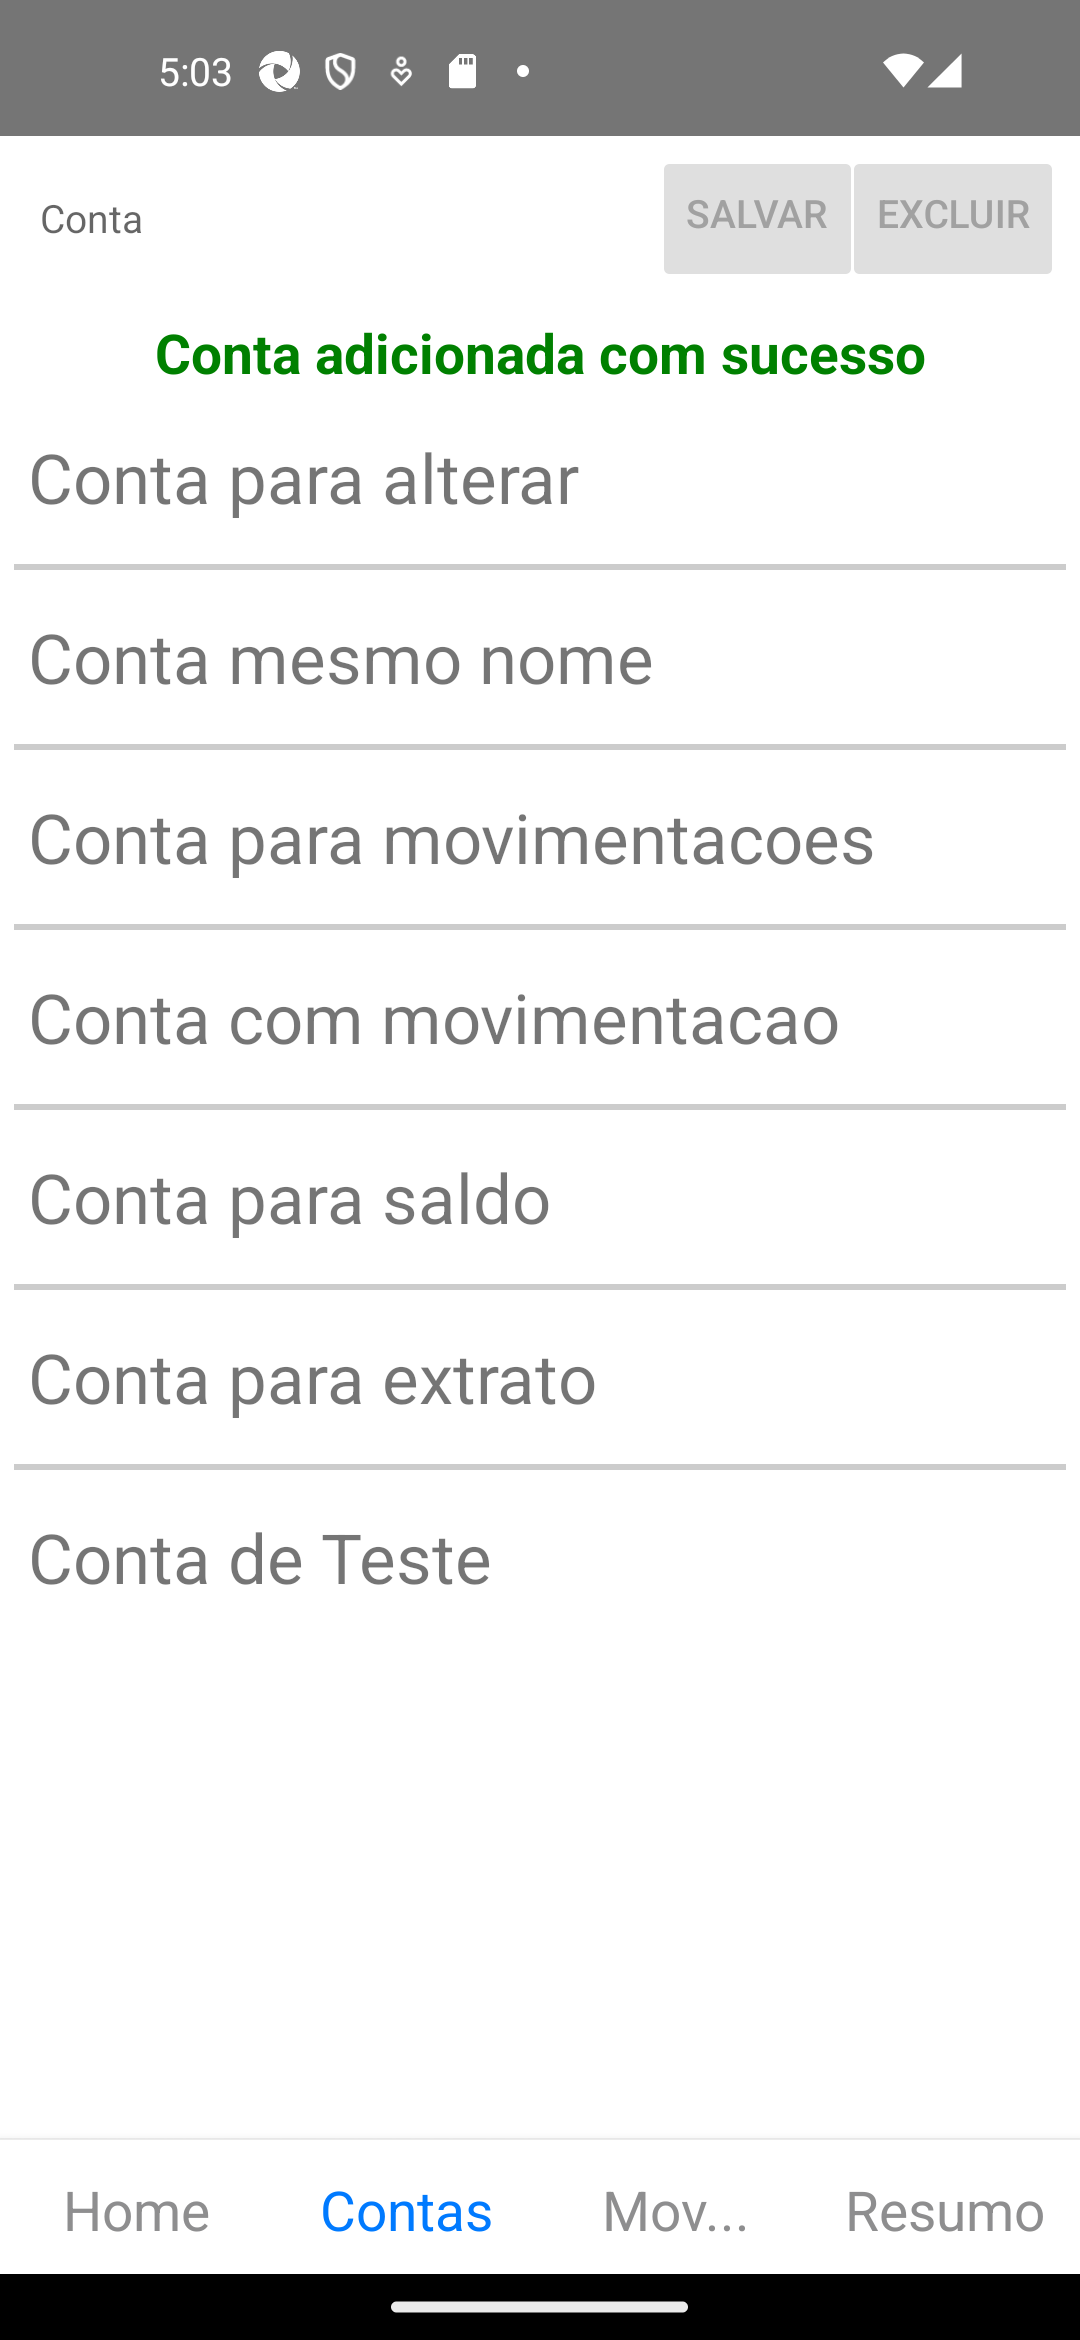 5:03
Conta
SALVAR
EXCLUIR
Conta adicionada com sucesso
Conta para alterar
Conta mesmo nome
Conta para movimentacoes
Conta com movimentacao
Conta para saldo
Conta para extrato
Conta de Teste
Home
Contas
Mov...
Resumo